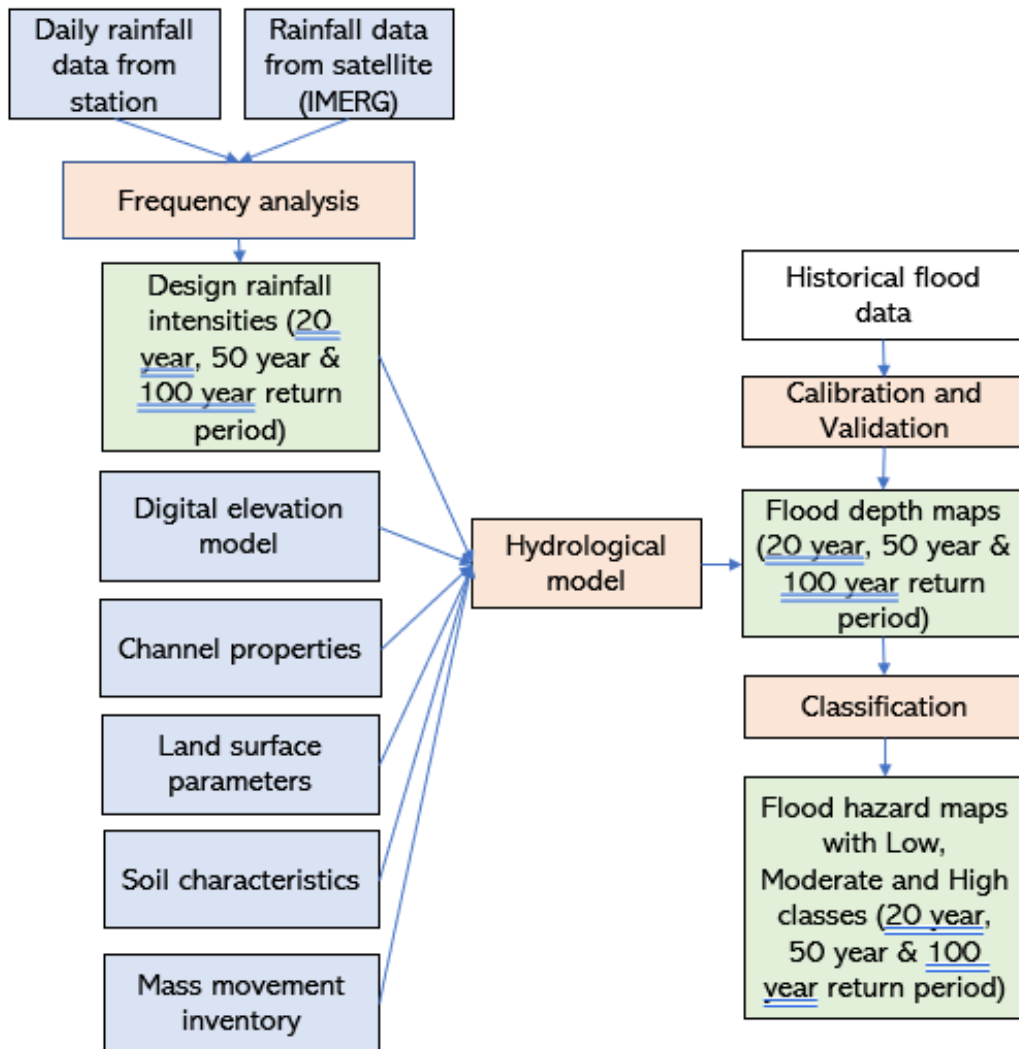 Daily rainfall
data from
station
Rainfall data
from satellite
(IMERG)
Frequency analysis
Design rainfall
intensities (20
year, 50 year &
100 year return
period)
Digital elevation
model
Channel properties
Land surface
parameters
Soil characteristics
Mass movement
inventory
Hydrological
model
Historical flood
data
Calibration and
Validation
Flood depth maps
(20 year, 50 year &
100 year return
period)
Classification
Flood hazard maps
with Low,
Moderate and High
classes (20 year,
50 year & 100
year return period)